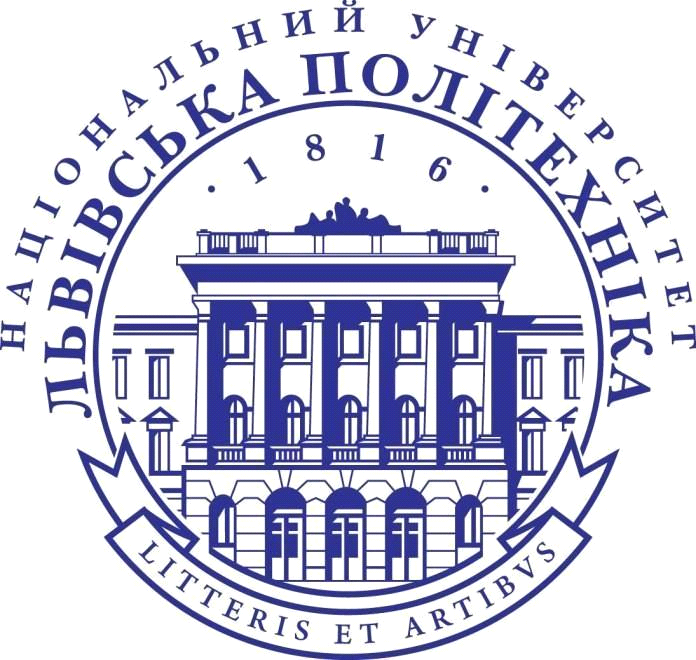 НАЦІОНАЛЬНИЙ УНІВЕРСИТЕТ
ЛЬВІВСЬКА ПОЛІТЕХНІКА
· 1816 ·
LITTERIS ET ARTIBVS